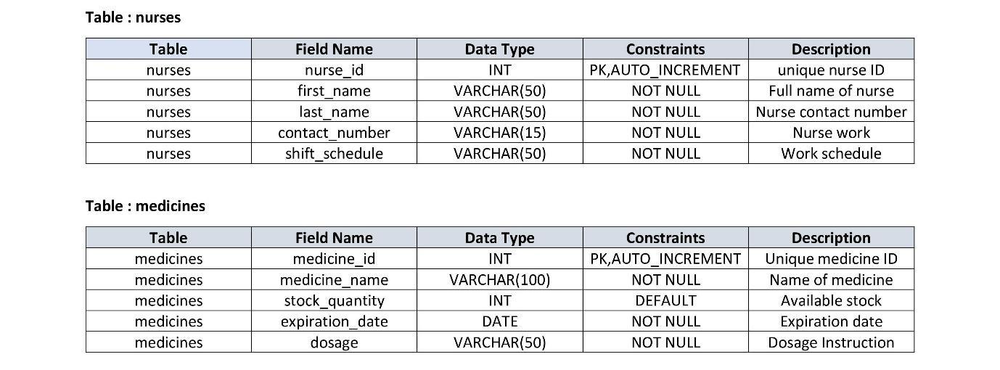 Table : nurses
Table Field Name Data Type Constraints Description
nurses nurse_id INT PK,AUTO_INCREMENT unique nurse ID
nurses first_name VARCHAR(50) NOT NULL Full name of nurse
nurses last_name VARCHAR(50) NOT NULL Nurse contact number
nurses contact_number VARCHAR(15) NOT NULL Nurse work
nurses shift_schedule VARCHAR(50) NOT NULL Work schedule
Table : medicines
Table Field Name Data Type Constraints Description
medicines medicine_id INT PK,AUTO_INCREMENT Unique medicine ID
medicines medicine_name VARCHAR(100) NOT NULL Name of medicine
medicines stock_quantity INT DEFAULT Available stock
medicines expiration_date DATE NOT NULL Expiration date
medicines dosage VARCHAR(50) NOT NULL Dosage Instruction